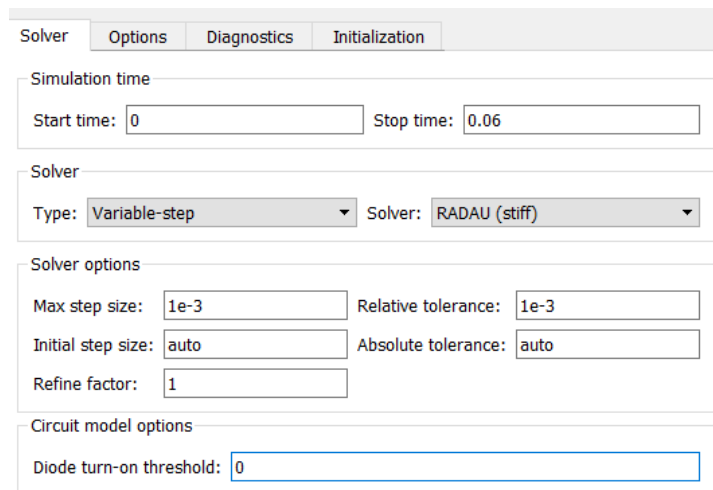 Solver Options Diagnostics Initialization
Simulation time
Start time: 0 Stop time: 0.06
Solver
Type: Variable-step Solver: RADAU (stiff)
Solver options
Max step size: 1e-3 Relative tolerance: 1e-3
Initial step size: auto Absolute tolerance: auto
Refine factor: 1
Circuit model options
Diode turn-on threshold: 0